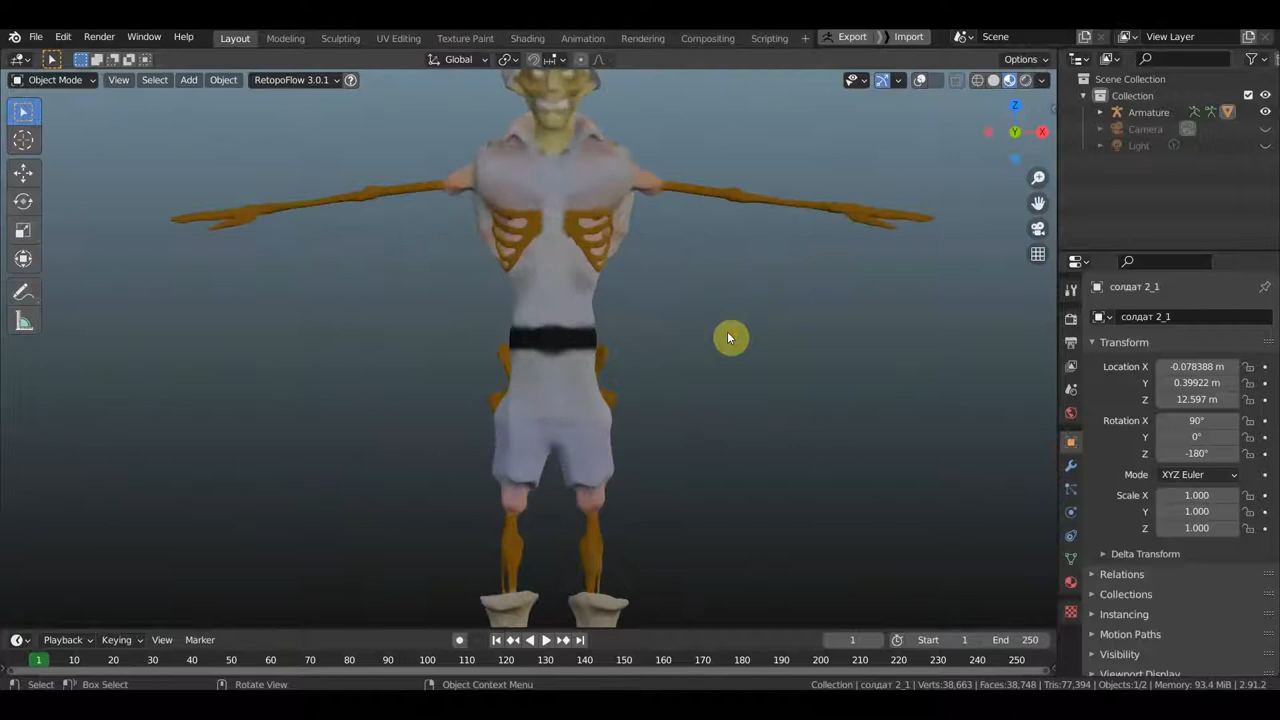 File Edit Render Window Help Layout Modeling Sculpting UV Editing Texture Paint Shading Animation Rendering Compositing Scripting + Export Import Scene View Layer
Global Options
Object Mode View Select Add Object RetopoFlow 3.0.1
Scene Collection
Collection
Armature
Camera
Light
Z
Y
X
солдат 2_1
солдат 2_1
Transform
Location X -0.078388 m
Y 0.39922 m
Z 12.597 m
Rotation X 90°
Y 0°
Z -180°
Mode XYZ Euler
Scale X 1.000
Y 1.000
Z 1.000
Delta Transform
Relations
Collections
Instancing
Motion Paths
Visibility
Viewport Display
Playback Keying View Marker 1 Start 1 End 250
1 10 20 30 40 50 60 70 80 90 100 110 120 130 140 150 160 170 180 190 200 210 220 230 240 250
Select Box Select Rotate View Object Context Menu Collection | солдат 2_1 | Verts:38,663 | Faces:38,748 | Tris:77,394 | Objects:1/2 | Memory: 93.4 MiB | 2.91.2